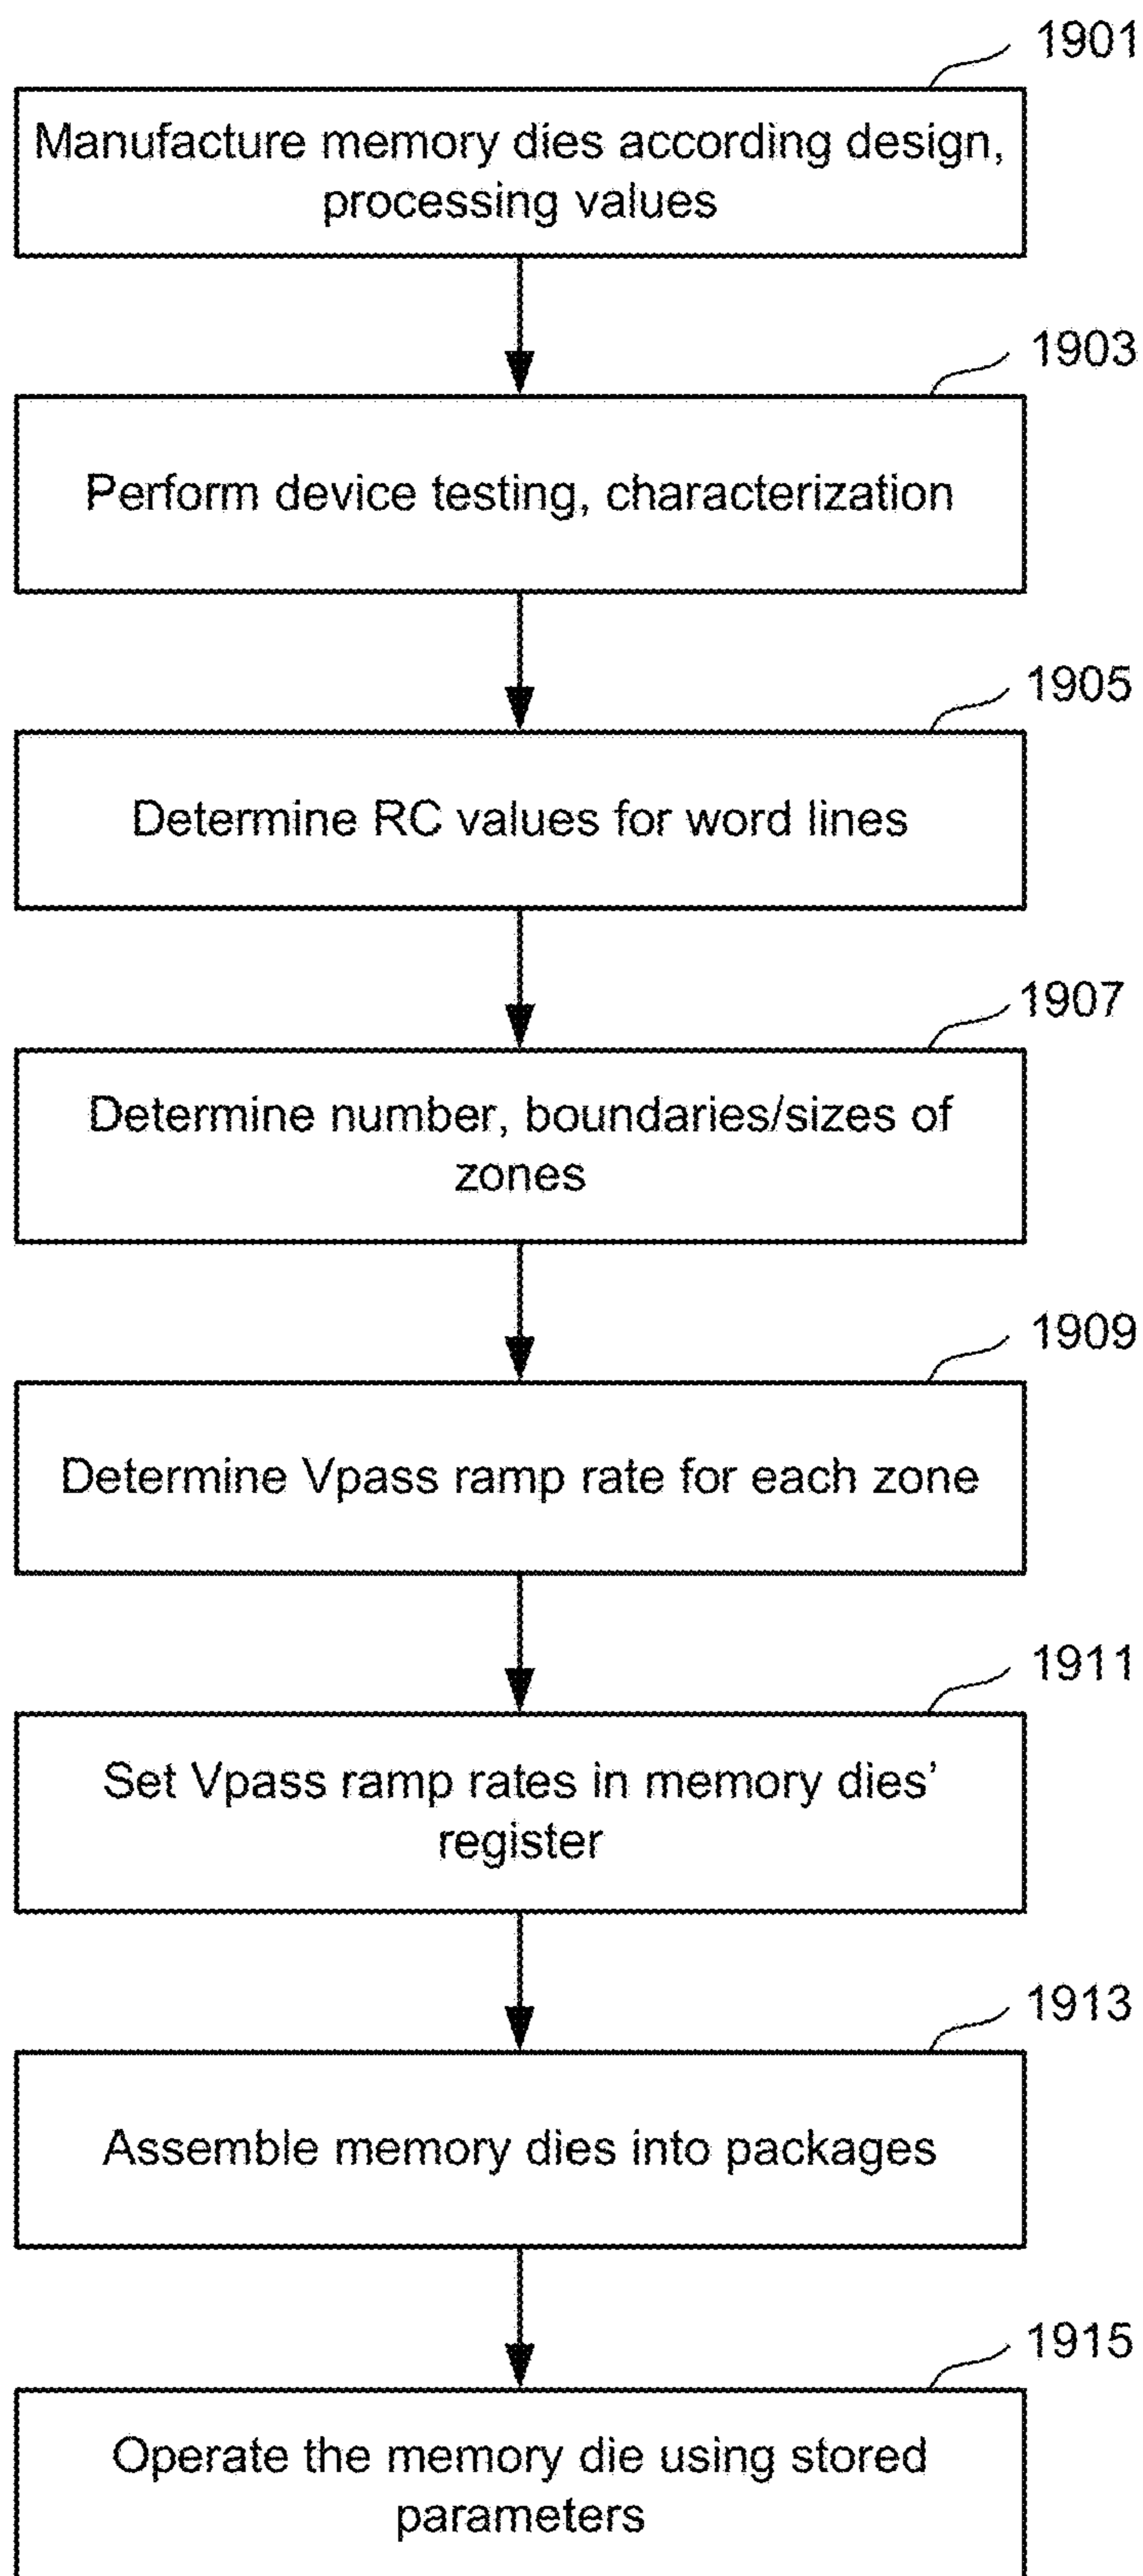 1901
Manufacture memory dies according design,
processing values
1903
Perform device testing, characterization
1905
Determine RC values for word lines
1907
Determine number, boundaries/sizes of
zones
1909
Determine Vpass ramp rate for each zone
1911
Set Vpass ramp rates in memory dies’
register
1913
Assemble memory dies into packages
1915
Operate the memory die using stored
parameters